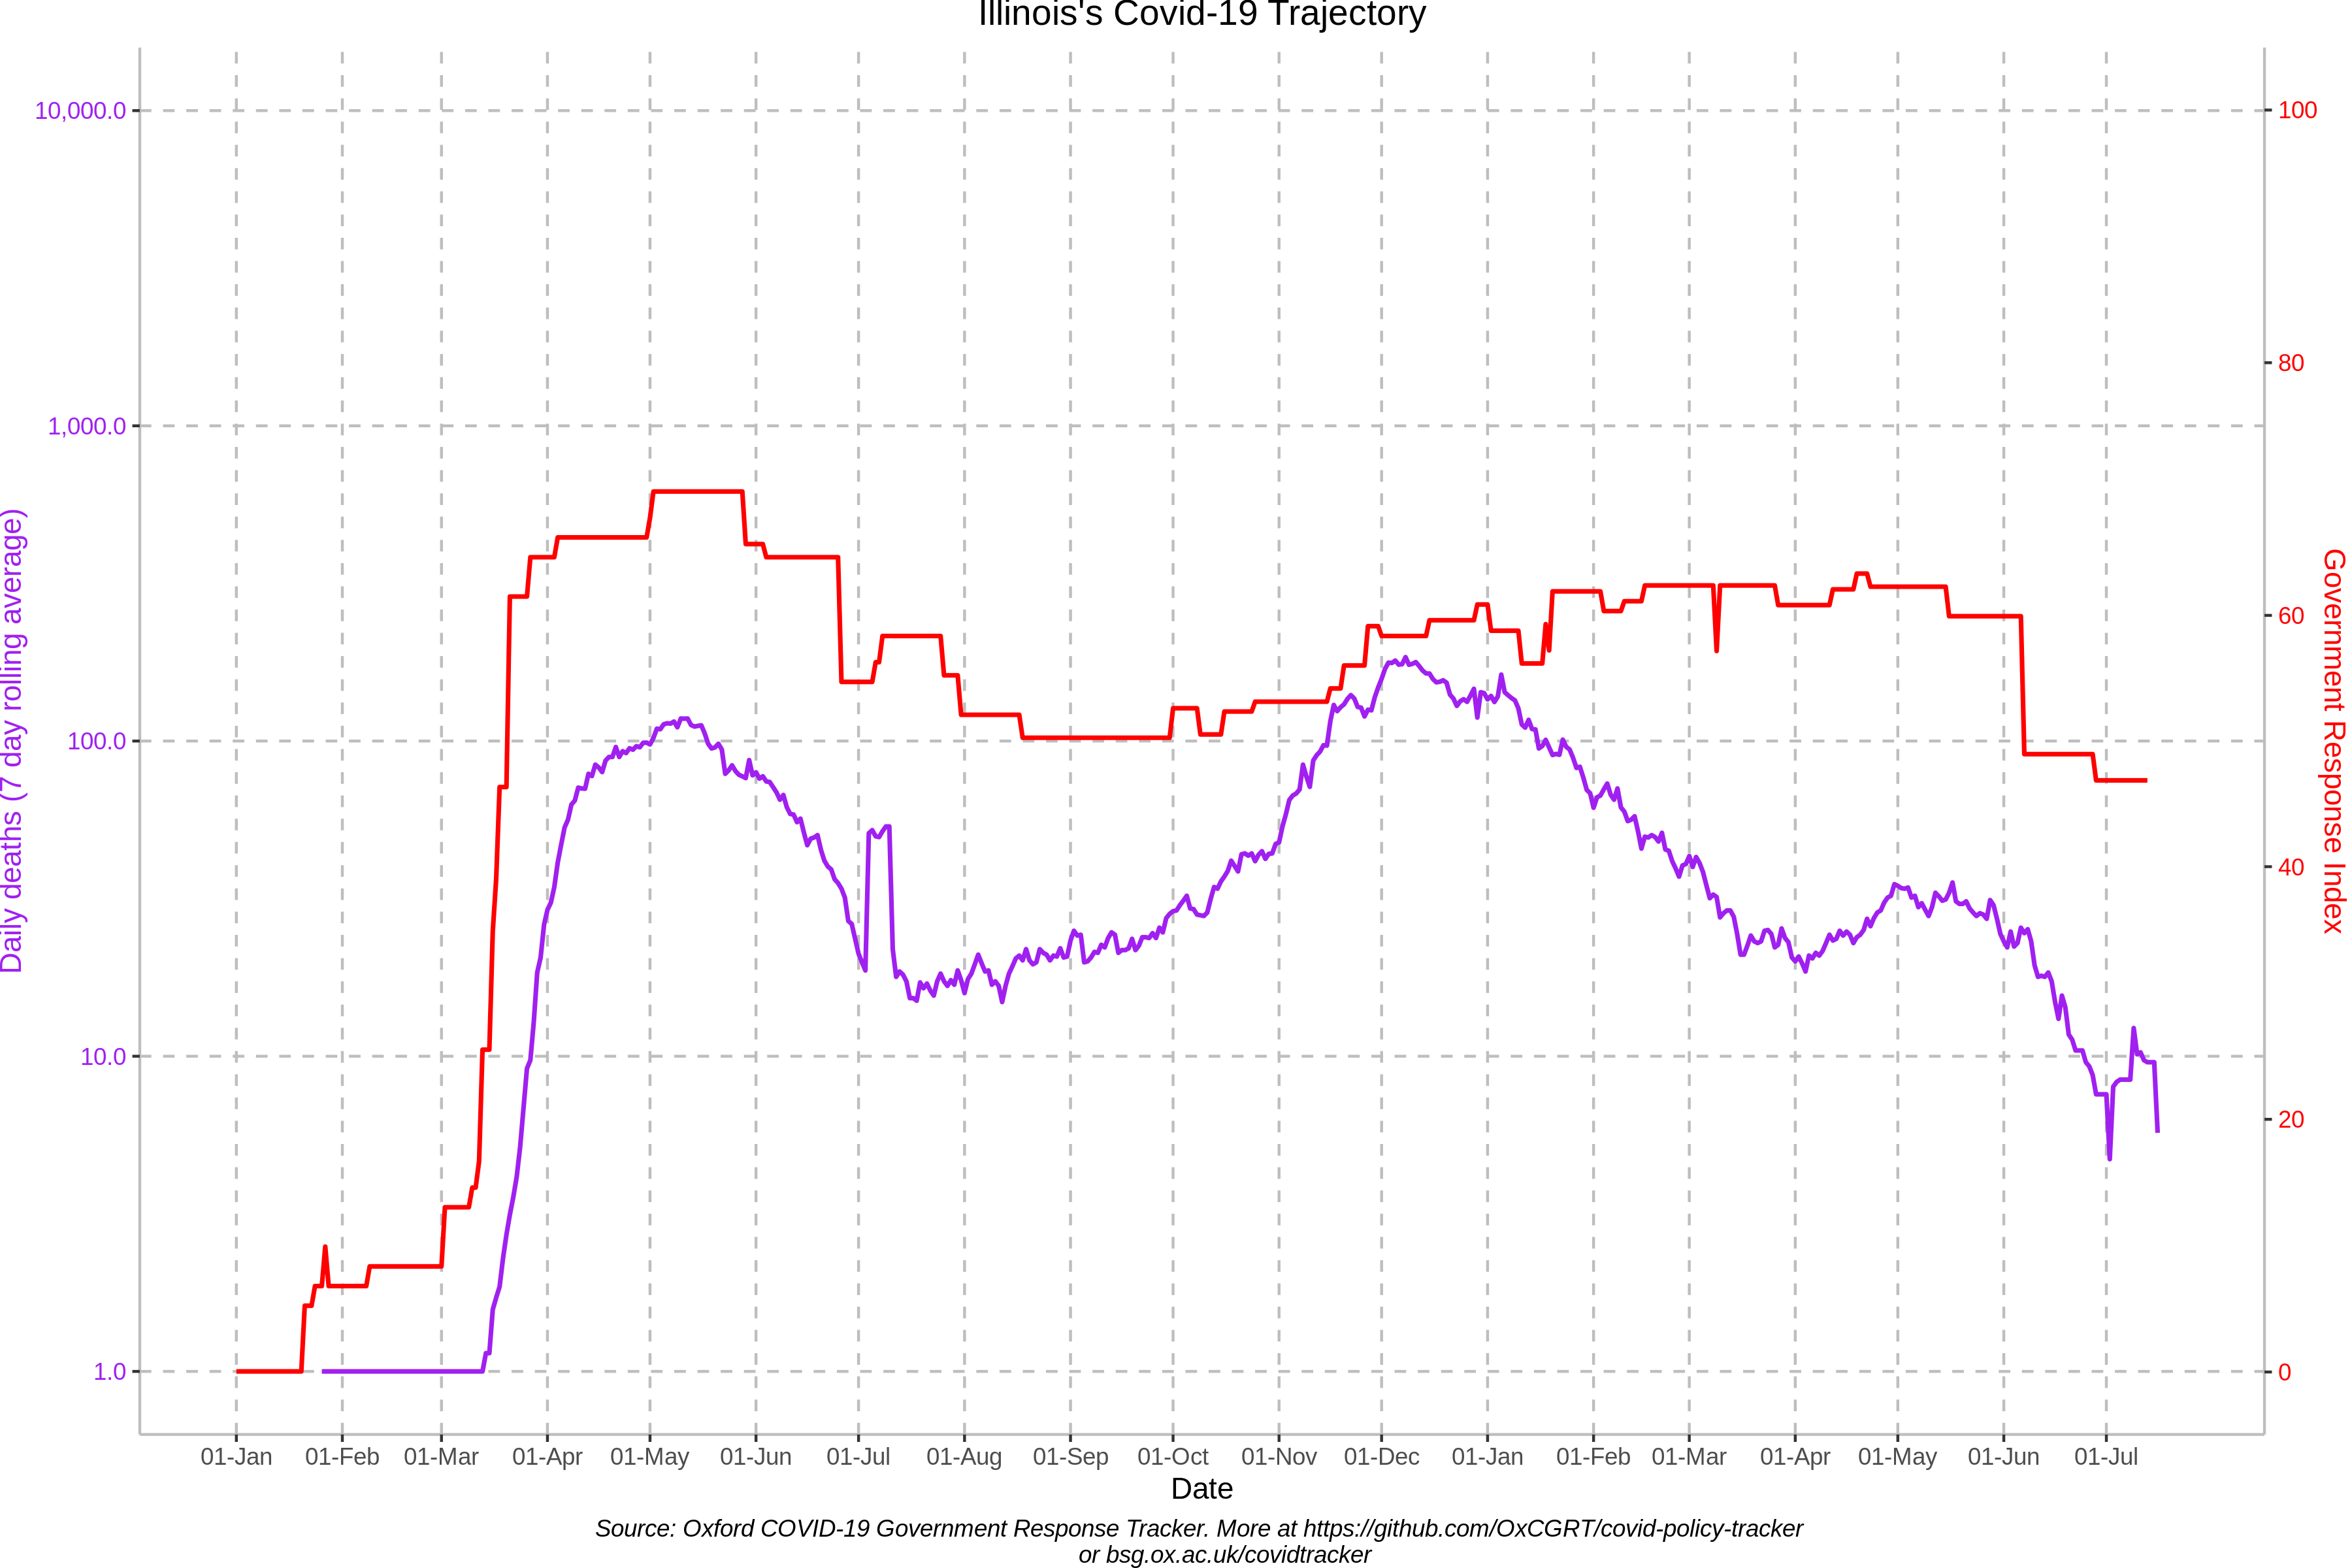 Illinois's Covid-19 Trajectory
10,000.0
1,000.0
100.0
10.0
1.0
Daily deaths (7 day rolling average)
100
80
60
40
20
0
Government Response Index
01-Jan 01-Feb 01-Mar 01-Apr 01-May 01-Jun 01-Jul 01-Aug 01-Sep 01-Oct 01-Nov 01-Dec 01-Jan 01-Feb 01-Mar 01-Apr 01-May 01-Jun 01-Jul
Date
Source: Oxford COVID-19 Government Response Tracker. More at https://github.com/OxCGRT/covid-policy-tracker
or bsg.ox.ac.uk/covidtracker